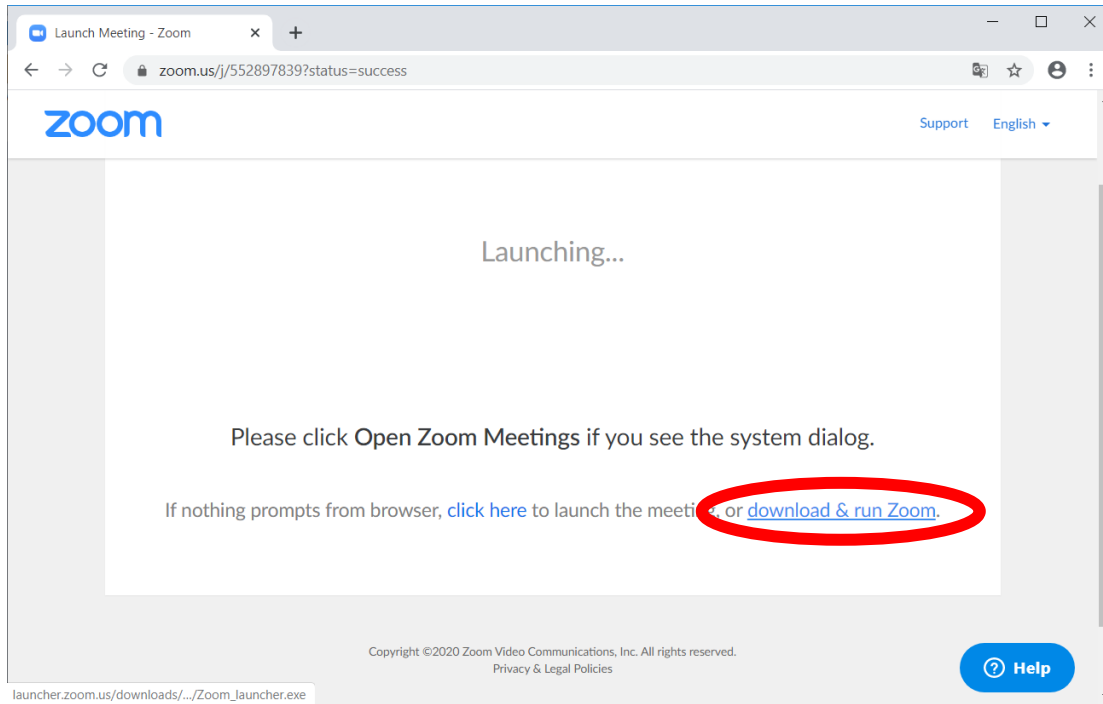 Launch Meeting - Zoom
zoom.us/j/552897839?status=success
zoom
Support English
Launching...
Please click Open Zoom Meetings if you see the system dialog.
If nothing prompts from browser, click here to launch the meeti , or download & run Zoom.
Copyright ©2020 Zoom Video Communications, Inc. All rights reserved.
Privacy & Legal Policies
? Help
launcher.zoom.us/downloads/.../Zoom_launcher.exe